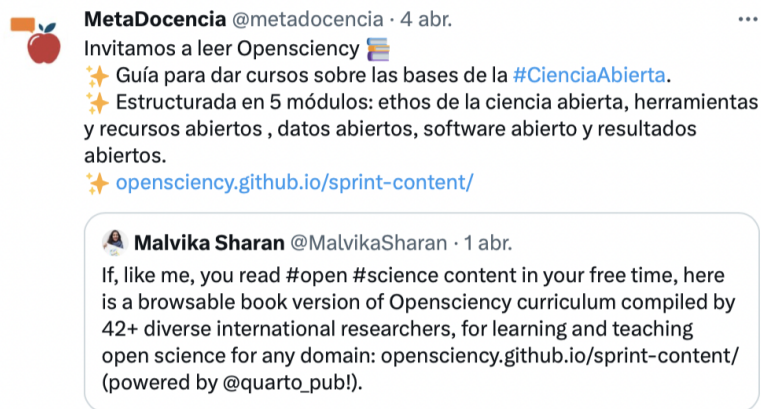 MetaDocencia @metadocencia · 4 abr.
Invitamos a leer Opensciency 📚
✨ Guía para dar cursos sobre las bases de la #CienciaAbierta.
✨ Estructurada en 5 módulos: ethos de la ciencia abierta, herramientas
y recursos abiertos , datos abiertos, software abierto y resultados
abiertos.
✨ opensciency.github.io/sprint-content/
Malvika Sharan @MalvikaSharan · 1 abr.
If, like me, you read #open #science content in your free time, here
is a browsable book version of Opensciency curriculum compiled by
42+ diverse international researchers, for learning and teaching
open science for any domain: opensciency.github.io/sprint-content/
(powered by @quarto_pub!).